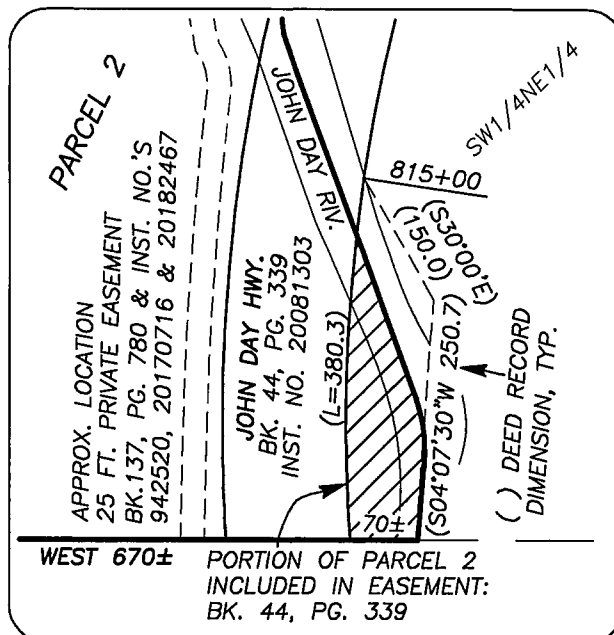 PARCEL 2
APPROX. LOCATION
25 FT. PRIVATE EASEMENT
BK.137, PG. 780 & INST. NO.'S
942520, 20170716 & 20182467
JOHN DAY HWY.
BK. 44, PG. 339
INST. NO. 20081303
(L=380.3)
JOHN DAY RIV.
SW1/4NE1/4
815+00
(S30°00'E)
(150.0)
(S04°07'30"W 250.7)
( ) DEED RECORD
DIMENSION, TYP.
70±
WEST 670±
PORTION OF PARCEL 2
INCLUDED IN EASEMENT:
BK. 44, PG. 339